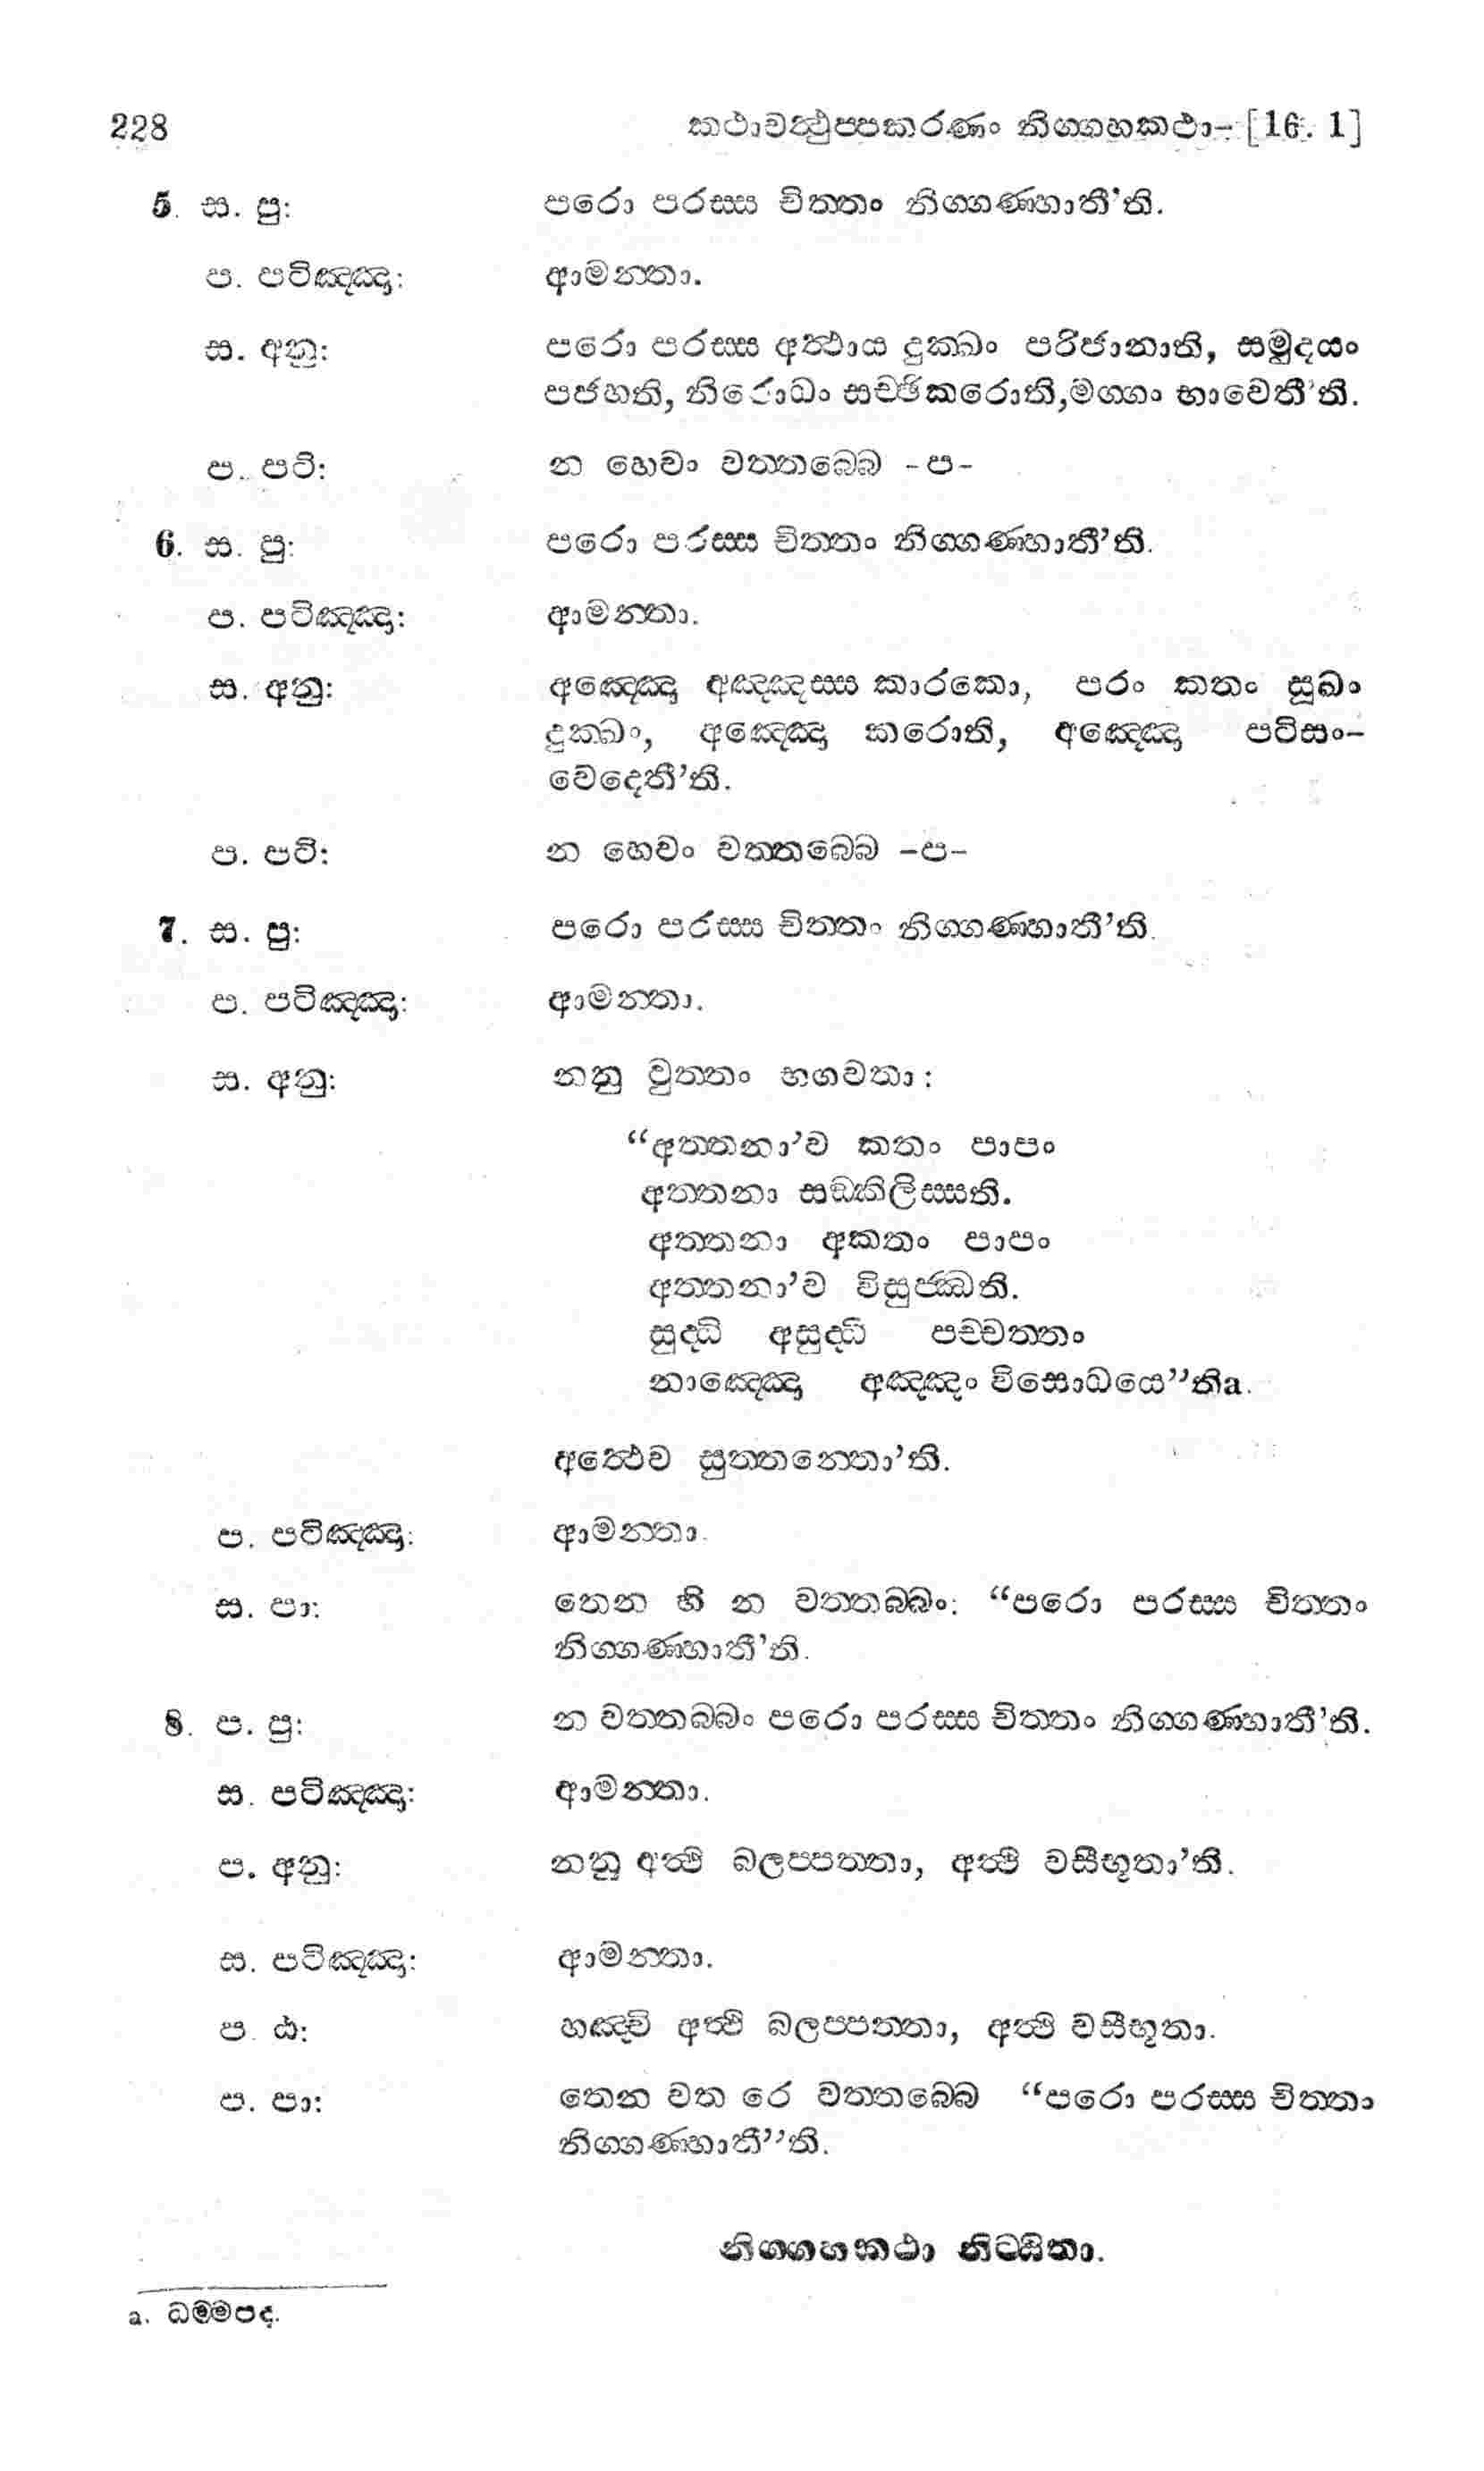 228 කථාවත්‍ථුප්පකරණං නිග්ගහකථා- [16. 1]
5. ස. පු: පරො පරස්ස චිත්තං නිග්ගණ්හාතී’ති.
ප. පටිඤ්ඤා: ආමන්තා.
ස. අනු: පරො පරස්ස අත්ථාය දුක්ඛං පරිජානාති, සමුදයං
පජහති, නිරොධං සච්ඡිකරොති, මග්ගං භාවෙතී’ති.
ප. පටි: න හෙවං වත්තබ්බෙ -ප-
6. ස. පු: පරො පරස්ස චිත්තං නිග්ගණ්හාතී’ති.
ප. පටිඤ්ඤා: ආමන්තා.
ස. අනු: අඤ්ඤො අඤ්ඤස්ස කාරකො, පරං කතං සුඛං
දුක්ඛං, අඤ්ඤො කරොති, අඤ්ඤො පටිසං-
වෙදෙතී’ති.
ප. පටි: න හෙවං වත්තබ්බෙ -ප-
7. ස. පු: පරො පරස්ස චිත්තං නිග්ගණ්හාතී’ති.
ප. පටිඤ්ඤා: ආමන්තා.
ස. අනු: නනු වුත්තං භගවතා:
“අත්තනා’ව කතං පාපං
අත්තනා සඞ්කිලිස්සති.
අත්තනා අකතං පාපං
අත්තනා’ව විසුජ්ඣති.
සුද්ධි අසුද්ධි පච්චත්තං
නාඤ්ඤො අඤ්ඤං විසොධයෙ”තිa.
අත්ථෙව සුත්තන්තො’ති.
ප. පටිඤ්ඤා: ආමන්තා.
ස. පා: තෙන හි න වත්තබ්බං: “පරො පරස්ස චිත්තං
නිග්ගණ්හාතී’ති.
8. ප. පු: න වත්තබ්බං පරො පරස්ස චිත්තං නිග්ගණ්හාතී’ති.
ස. පටිඤ්ඤා: ආමන්තා.
ප. අනු: නනු අත්ථි බලප්පත්තා, අත්ථි වසීභූතා’ති.
ස. පටිඤ්ඤා: ආමන්තා.
ප. ඨ: හඤ්චි අත්ථි බලප්පත්තා, අත්ථි වසීභූතා.
ප. පා: තෙන වත රෙ වත්තබ්බෙ “පරො පරස්ස චිත්තා
නිග්ගණ්හාතී”ති.
නිග්ගහකථා නිට්ඨිතා.
a. ධම්මපද.